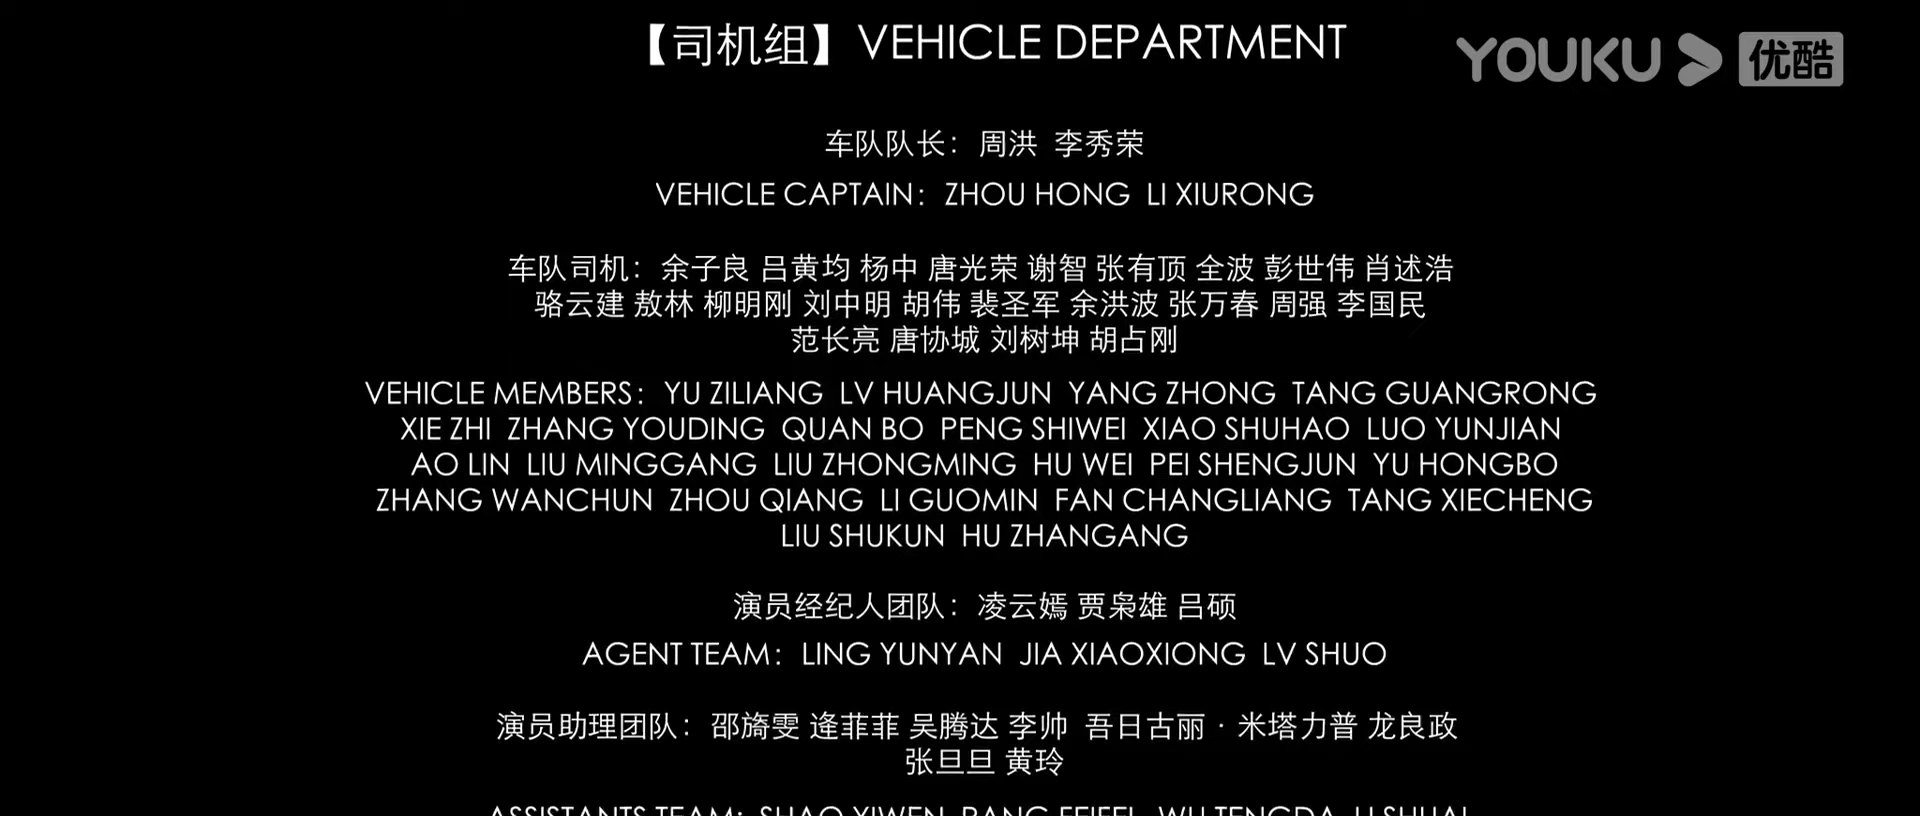 【司机组】VEHICLE DEPARTMENT
YOUKU 优酷
车队队长：周洪 李秀荣
VEHICLE CAPTAIN：ZHOU HONG LI XIURONG
车队司机：余子良 吕黄均 杨中 唐光荣 谢智 张有顶 全波 彭世伟 肖述浩
骆云建 敖林 柳明刚 刘中明 胡伟 裴圣军 余洪波 张万春 周强 李国民
范长亮 唐协城 刘树坤 胡占刚
VEHICLE MEMBERS：YU ZILIANG LV HUANGJUN YANG ZHONG TANG GUANGRONG
XIE ZHI ZHANG YOUDING QUAN BO PENG SHIWEI XIAO SHUHAO LUO YUNJIAN
AO LIN LIU MINGGANG LIU ZHONGMING HU WEI PEI SHENGJUN YU HONGBO
ZHANG WANCHUN ZHOU QIANG LI GUOMIN FAN CHANGLIANG TANG XIECHENG
LIU SHUKUN HU ZHANGANG
演员经纪人团队：凌云嫣 贾枭雄 吕硕
AGENT TEAM：LING YUNYAN JIA XIAOXIONG LV SHUO
演员助理团队：邵旖雯 逄菲菲 吴腾达 李帅 吾日古丽·米塔力普 龙良政
张旦旦 黄玲
ASSISTANTS TEAM：SHAO YIWEN PANG FEIFEI WU TENGDA LI SHUAI